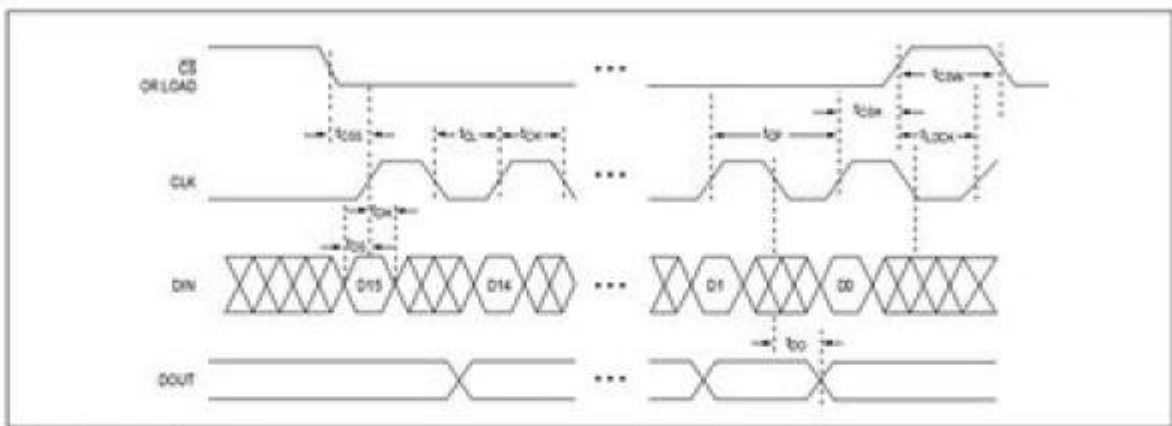 CS
OR LOAD
tCSS
tCL
tCH
tCP
tCSH
tCSW
tLDCK
CLK
tDH
tDS
DIN
D15
D14
D1
D0
tDO
DOUT